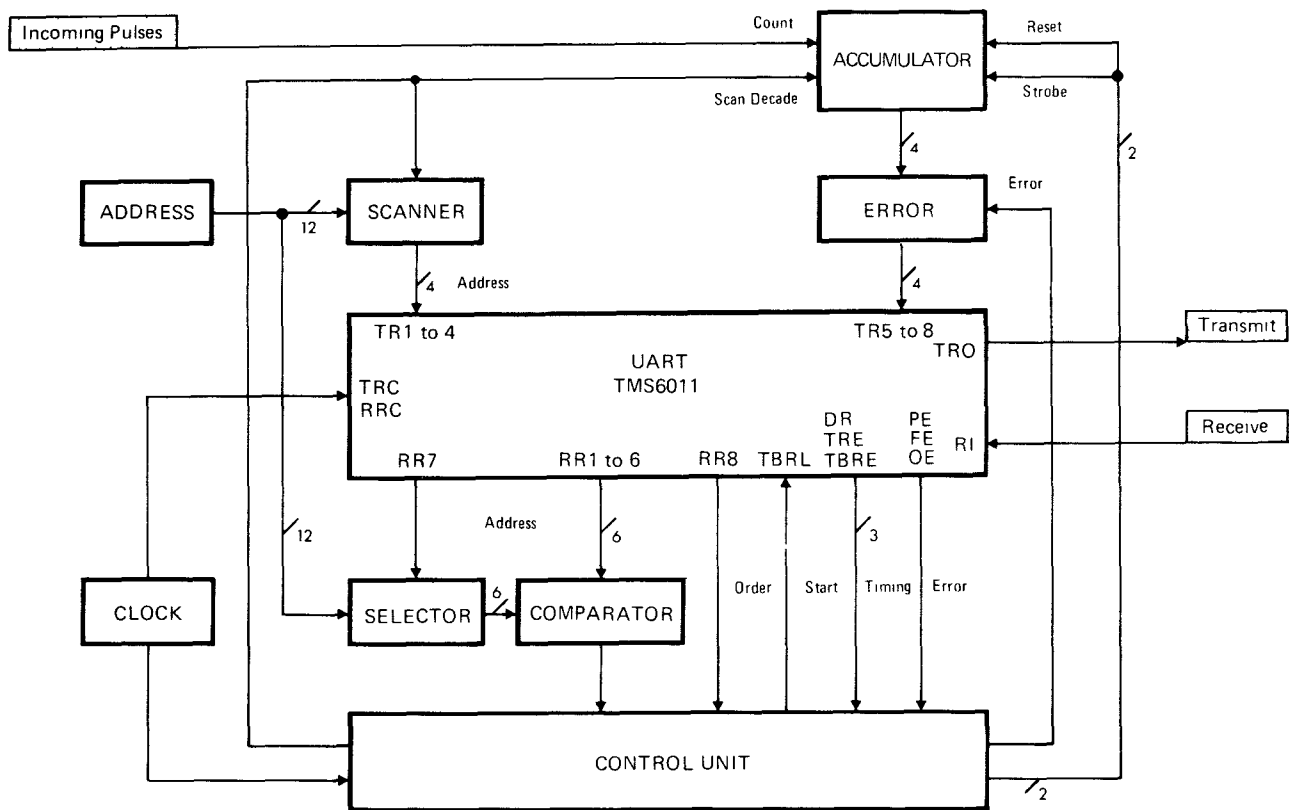 Incoming Pulses
Count
ACCUMULATOR
Reset
Scan Decade
Strobe
4
2
ADDRESS
12
SCANNER
ERROR
Error
4
Address
4
TR1 to 4
TR5 to 8
TRO
Transmit
UART
TMS6011
TRC
RRC
DR
TRE
TBRE
PE
FE
OE
RI
Receive
RR7
RR1 to 6
RR8
TBRL
12
Address
6
3
CLOCK
SELECTOR
6
COMPARATOR
Order
Start
Timing
Error
CONTROL UNIT
2